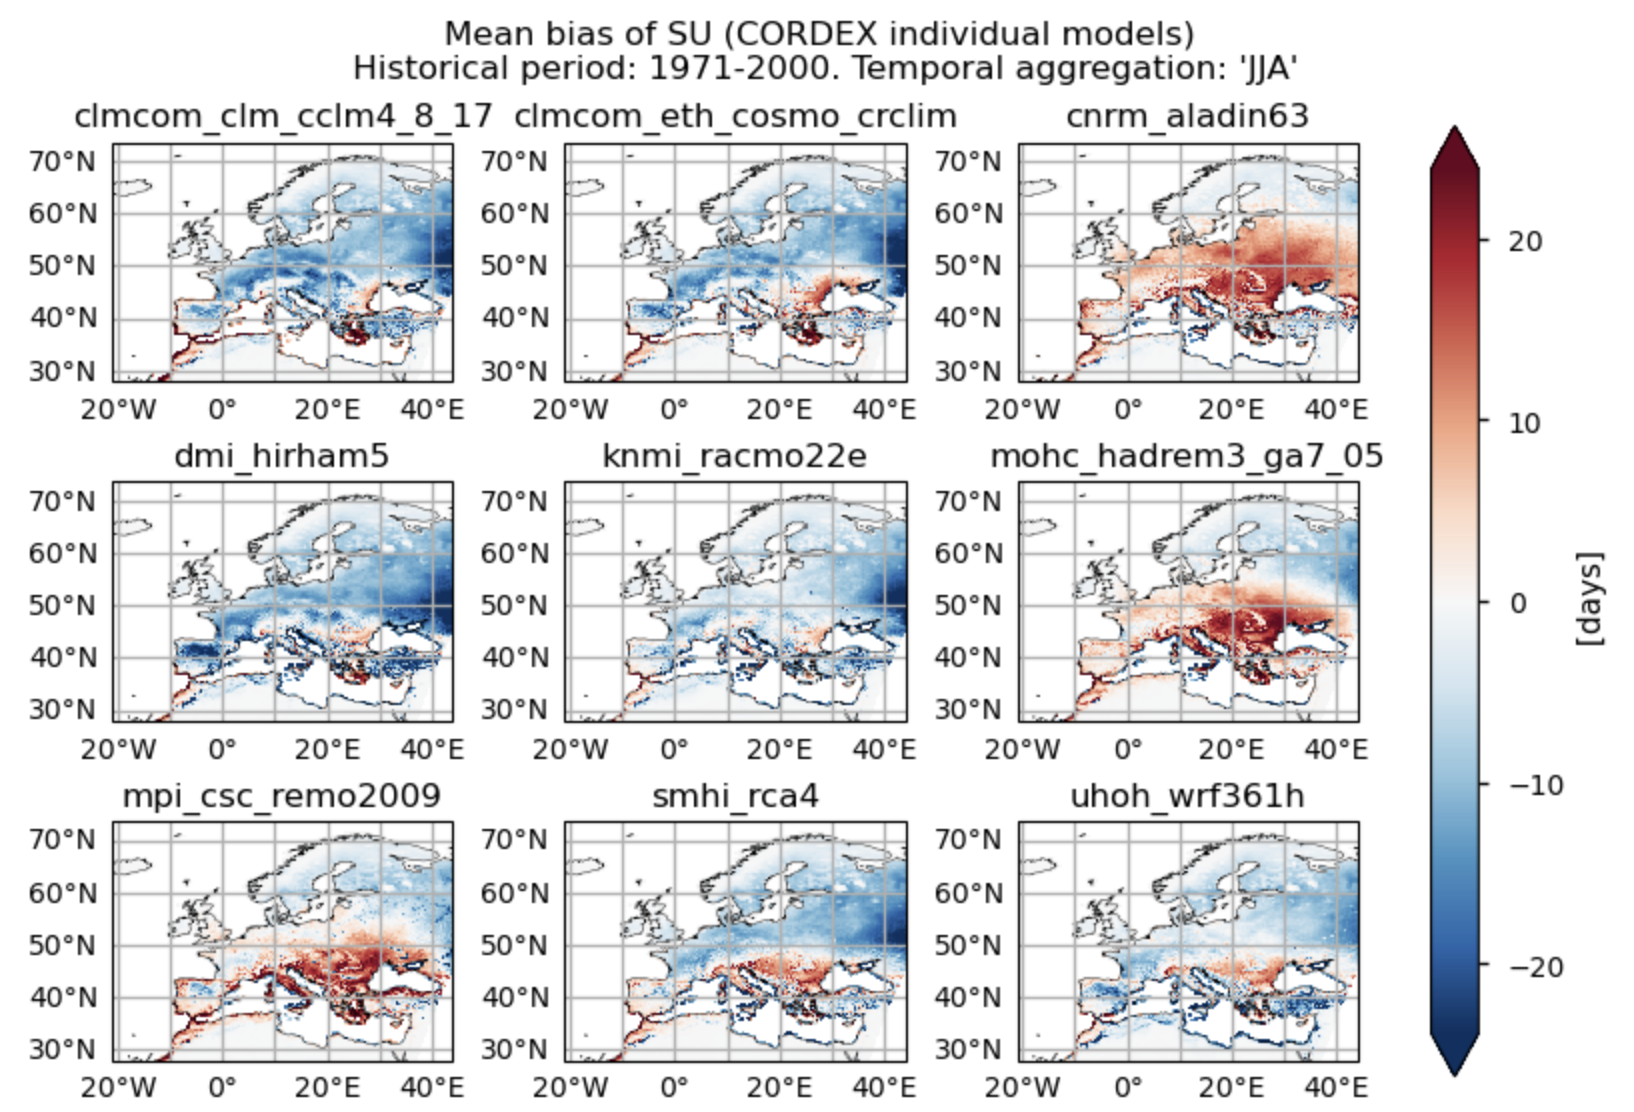 Mean bias of SU (CORDEX individual models)
Historical period: 1971-2000. Temporal aggregation: 'JJA'
clmcom_clm_cclm4_8_17 clmcom_eth_cosmo_crclim cnrm_aladin63
70°N 70°N 70°N
60°N 60°N 60°N
50°N 50°N 50°N
40°N 40°N 40°N
30°N 30°N 30°N
20°W 0° 20°E 40°E 20°W 0° 20°E 40°E 20°W 0° 20°E 40°E
dmi_hirham5 knmi_racmo22e mohc_hadrem3_ga7_05
70°N 70°N 70°N
60°N 60°N 60°N
50°N 50°N 50°N
40°N 40°N 40°N
30°N 30°N 30°N
20°W 0° 20°E 40°E 20°W 0° 20°E 40°E 20°W 0° 20°E 40°E
mpi_csc_remo2009 smhi_rca4 uhoh_wrf361h
70°N 70°N 70°N
60°N 60°N 60°N
50°N 50°N 50°N
40°N 40°N 40°N
30°N 30°N 30°N
20°W 0° 20°E 40°E 20°W 0° 20°E 40°E 20°W 0° 20°E 40°E
20
10
0
−10
−20
[days]